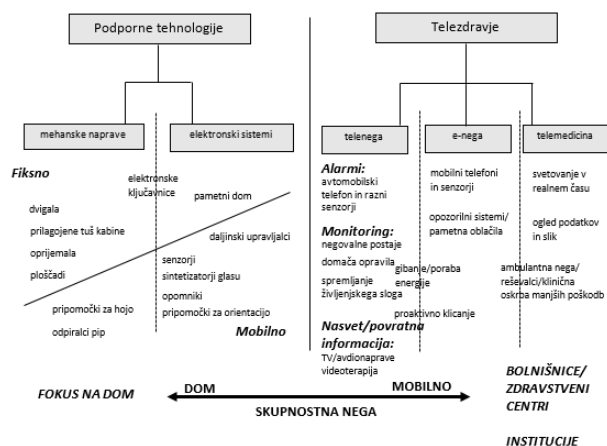 Podporne tehnologije
Telezdravje
mehanske naprave
elektronski sistemi
telenega
e-nega
telemedicina
Fiksno
elektronske
ključavnice
pametni dom
dvigala
prilagojene tuš kabine
oprijemala
ploščadi
daljinski upravljalci
senzorji
sintetizatorji glasu
opomniki
pripomočki za orientacijo
pripomočki za hojo
odpiralci pip
Mobilno
Alarmi:
avtomobilski
telefon in razni
senzorji
Monitoring:
negovalne postaje
domača opravila
spremljanje
življenjskega sloga
Nasvet/povratna
informacija:
TV/avdionaprave
videoterapija
mobilni telefoni
in senzorji
opozorilni sistemi/
pametna oblačila
gibanje/poraba
energije
proaktivno klicanje
svetovanje v
realnem času
ogled podatkov
in slik
ambulantna nega/
reševalci/klinična
oskrba manjših poškodb
FOKUS NA DOM
DOM
MOBILNO
SKUPNOSTNA NEGA
BOLNIŠNICE/
ZDRAVSTVENI
CENTRI
INSTITUCIJE